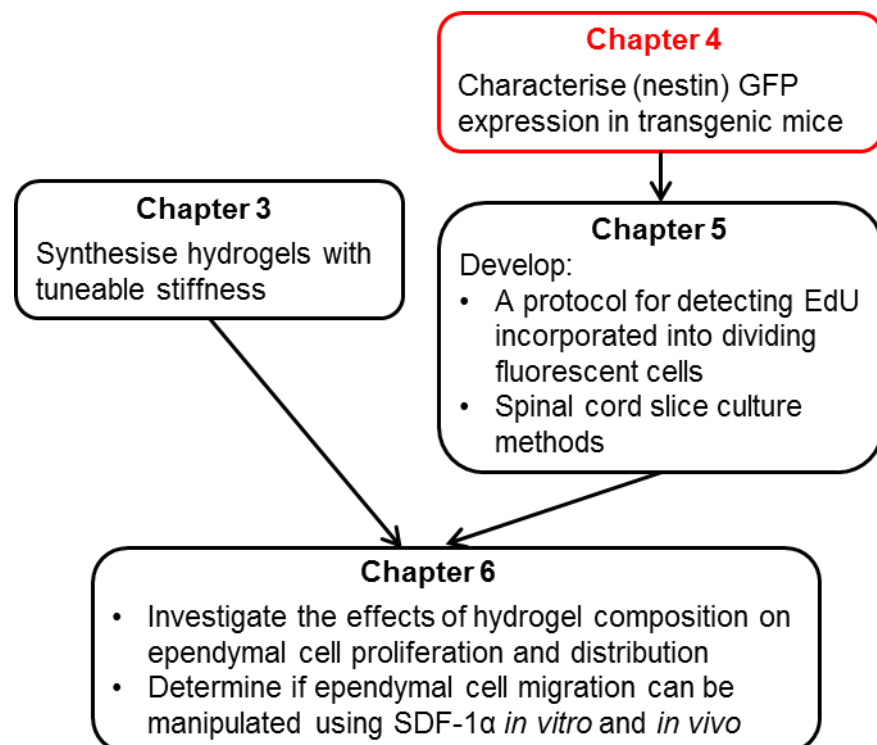 Chapter 4
Characterise (nestin) GFP
expression in transgenic mice
Chapter 3
Synthesise hydrogels with
tuneable stiffness
Chapter 5
Develop:
• A protocol for detecting EdU
incorporated into dividing
fluorescent cells
• Spinal cord slice culture
methods
Chapter 6
• Investigate the effects of hydrogel composition on
ependymal cell proliferation and distribution
• Determine if ependymal cell migration can be
manipulated using SDF-1α in vitro and in vivo